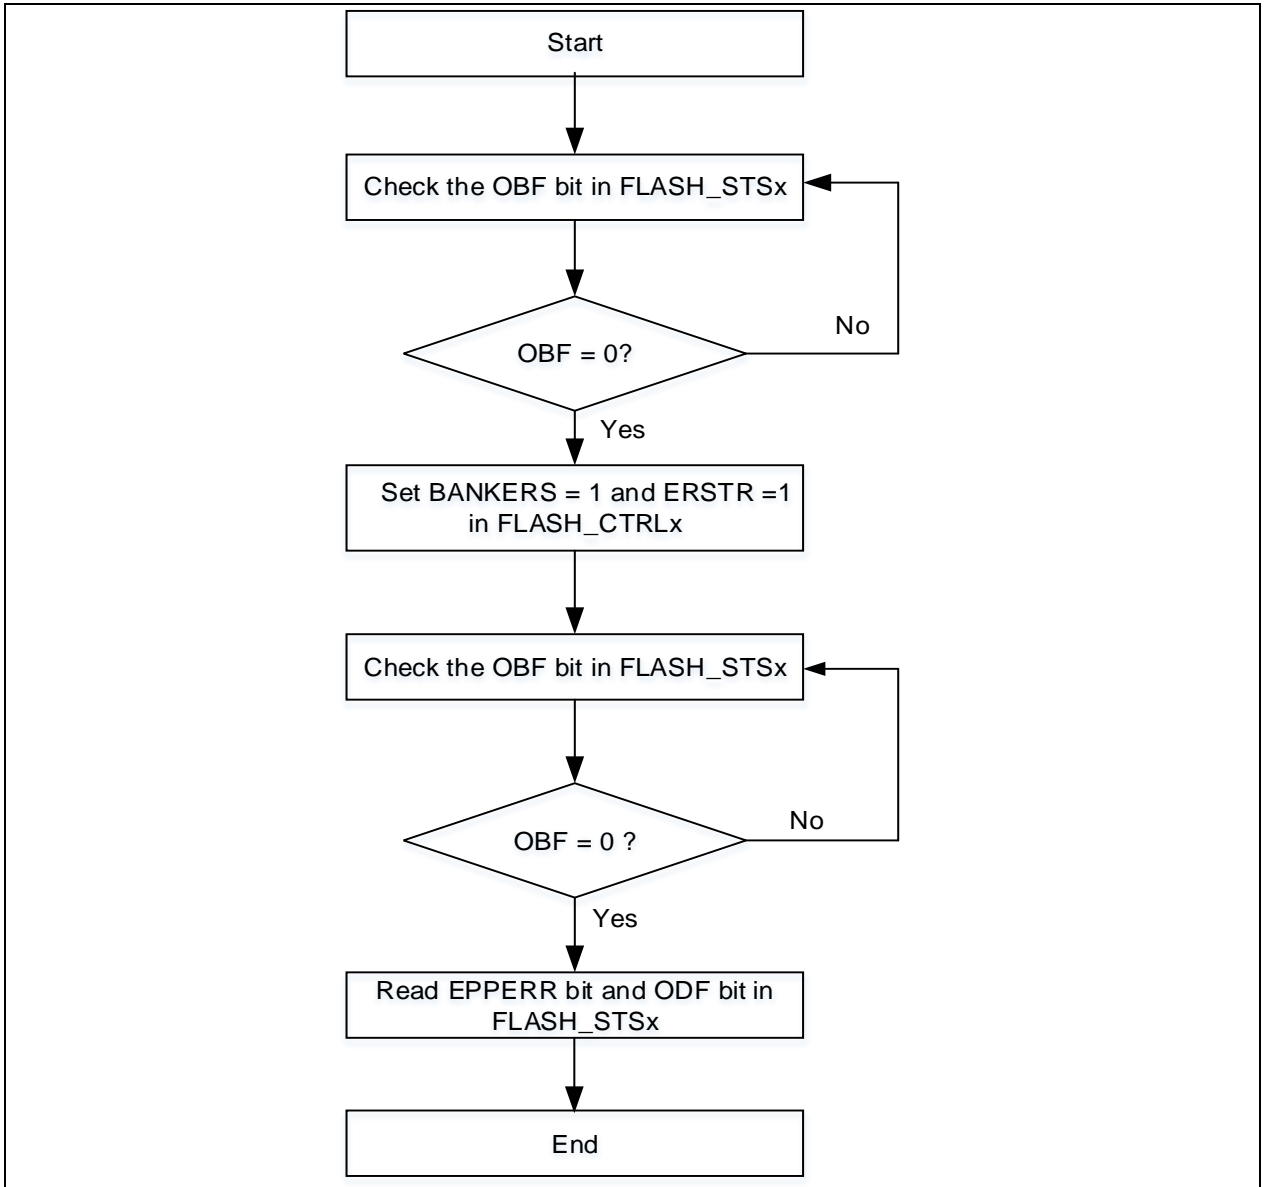 Start
Check the OBF bit in FLASH_STSx
No
OBF = 0?
Yes
Set BANKERS = 1 and ERSTR =1
in FLASH_CTRLx
Check the OBF bit in FLASH_STSx
No
OBF = 0 ?
Yes
Read EPPERR bit and ODF bit in
FLASH_STSx
End